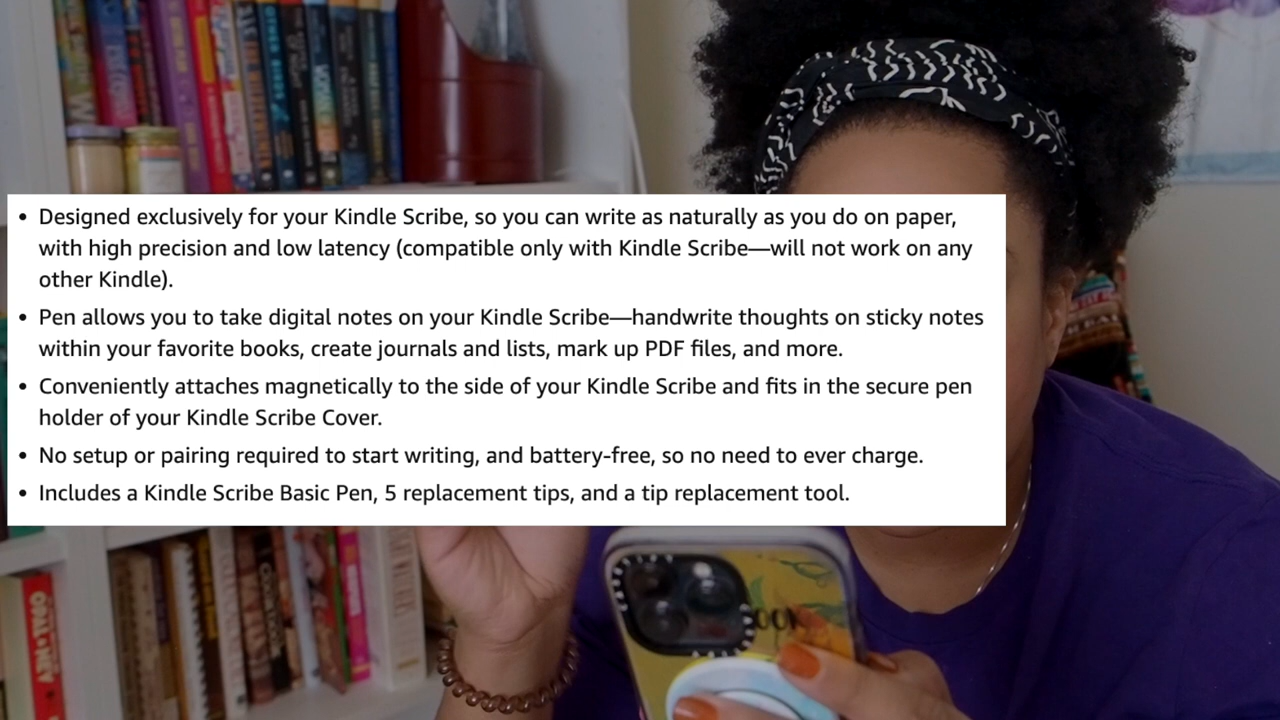 • Designed exclusively for your Kindle Scribe, so you can write as naturally as you do on paper,
with high precision and low latency (compatible only with Kindle Scribe—will not work on any
other Kindle).
• Pen allows you to take digital notes on your Kindle Scribe—handwrite thoughts on sticky notes
within your favorite books, create journals and lists, mark up PDF files, and more.
• Conveniently attaches magnetically to the side of your Kindle Scribe and fits in the secure pen
holder of your Kindle Scribe Cover.
• No setup or pairing required to start writing, and battery-free, so no need to ever charge.
• Includes a Kindle Scribe Basic Pen, 5 replacement tips, and a tip replacement tool.